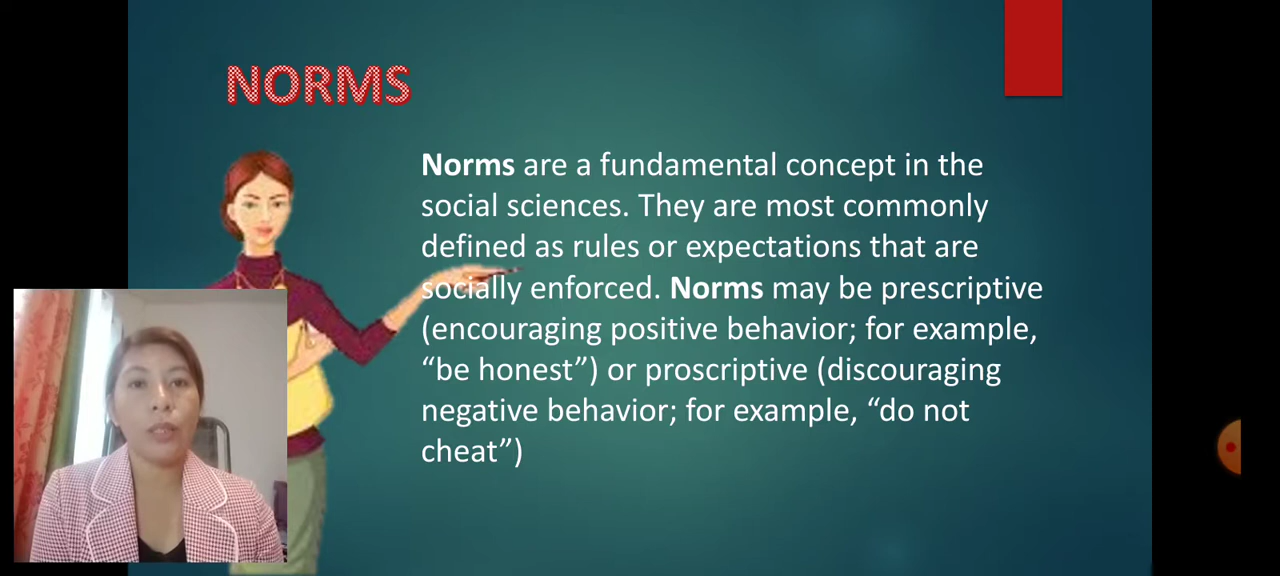 NORMS
Norms are a fundamental concept in the
social sciences. They are most commonly
defined as rules or expectations that are
socially enforced. Norms may be prescriptive
(encouraging positive behavior; for example,
“be honest”) or proscriptive (discouraging
negative behavior; for example, “do not
cheat”)